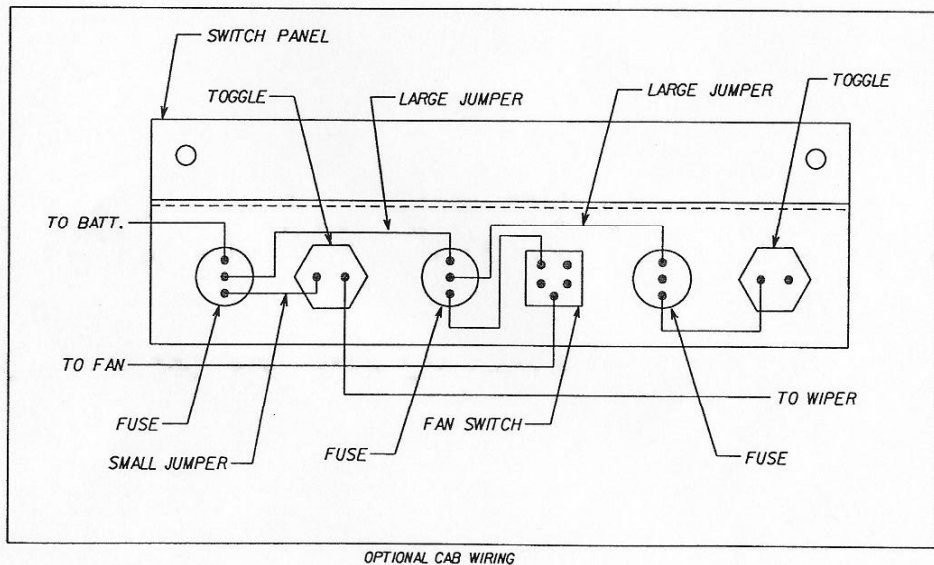 SWITCH PANEL
TOGGLE
LARGE JUMPER
LARGE JUMPER
TOGGLE
TO BATT.
TO FAN
TO WIPER
FUSE
FAN SWITCH
SMALL JUMPER
FUSE
FUSE
OPTIONAL CAB WIRING